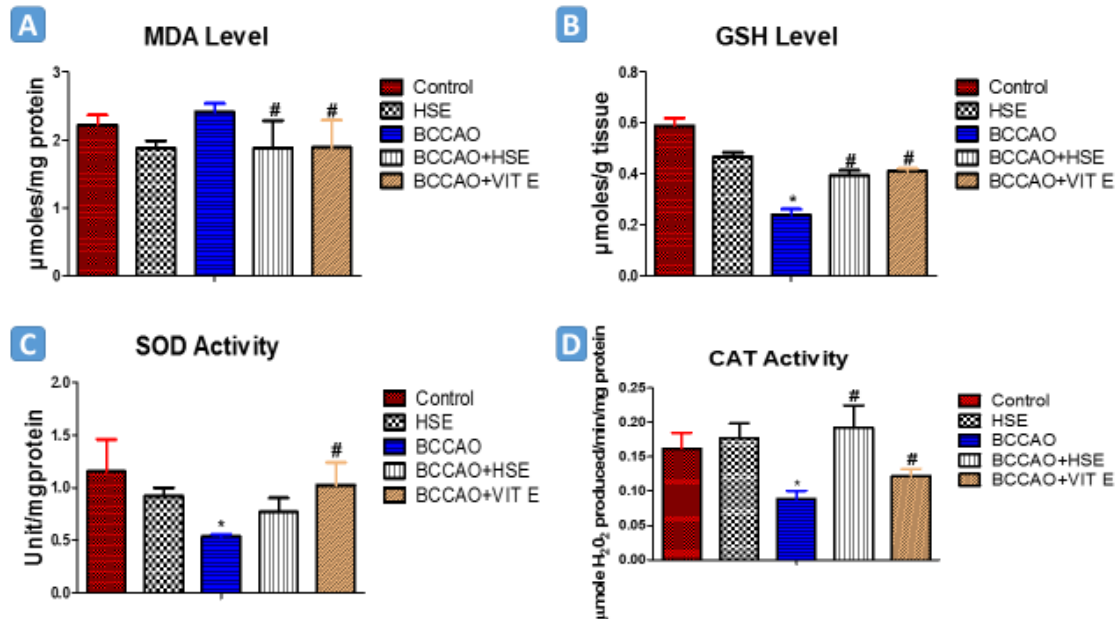 A
MDA Level
µmoles/mg protein
3
2
1
0
#
#
Control
HSE
BCCAO
BCCAO+HSE
BCCAO+VIT E
B
GSH Level
µmoles/g tissue
0.8
0.6
0.4
0.2
0.0
*
#
#
Control
HSE
BCCAO
BCCAO+HSE
BCCAO+VIT E
C
SOD Activity
Unit/mgprotein
2.0
1.5
1.0
0.5
0.0
*
#
Control
HSE
BCCAO
BCCAO+HSE
BCCAO+VIT E
D
CAT Activity
µmole H₂0₂ produced/min/mg protein
0.25
0.20
0.15
0.10
0.05
0.00
*
#
#
Control
HSE
BCCAO
BCCAO+HSE
BCCAO+VIT E